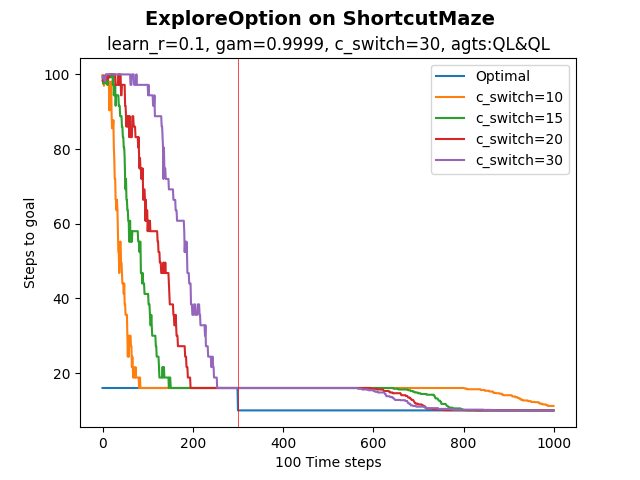 ExploreOption on ShortcutMaze
learn_r=0.1, gam=0.9999, c_switch=30, agts:QL&QL
Steps to goal
100
80
60
40
20
Optimal
c_switch=10
c_switch=15
c_switch=20
c_switch=30
0
200
400
600
800
1000
100 Time steps